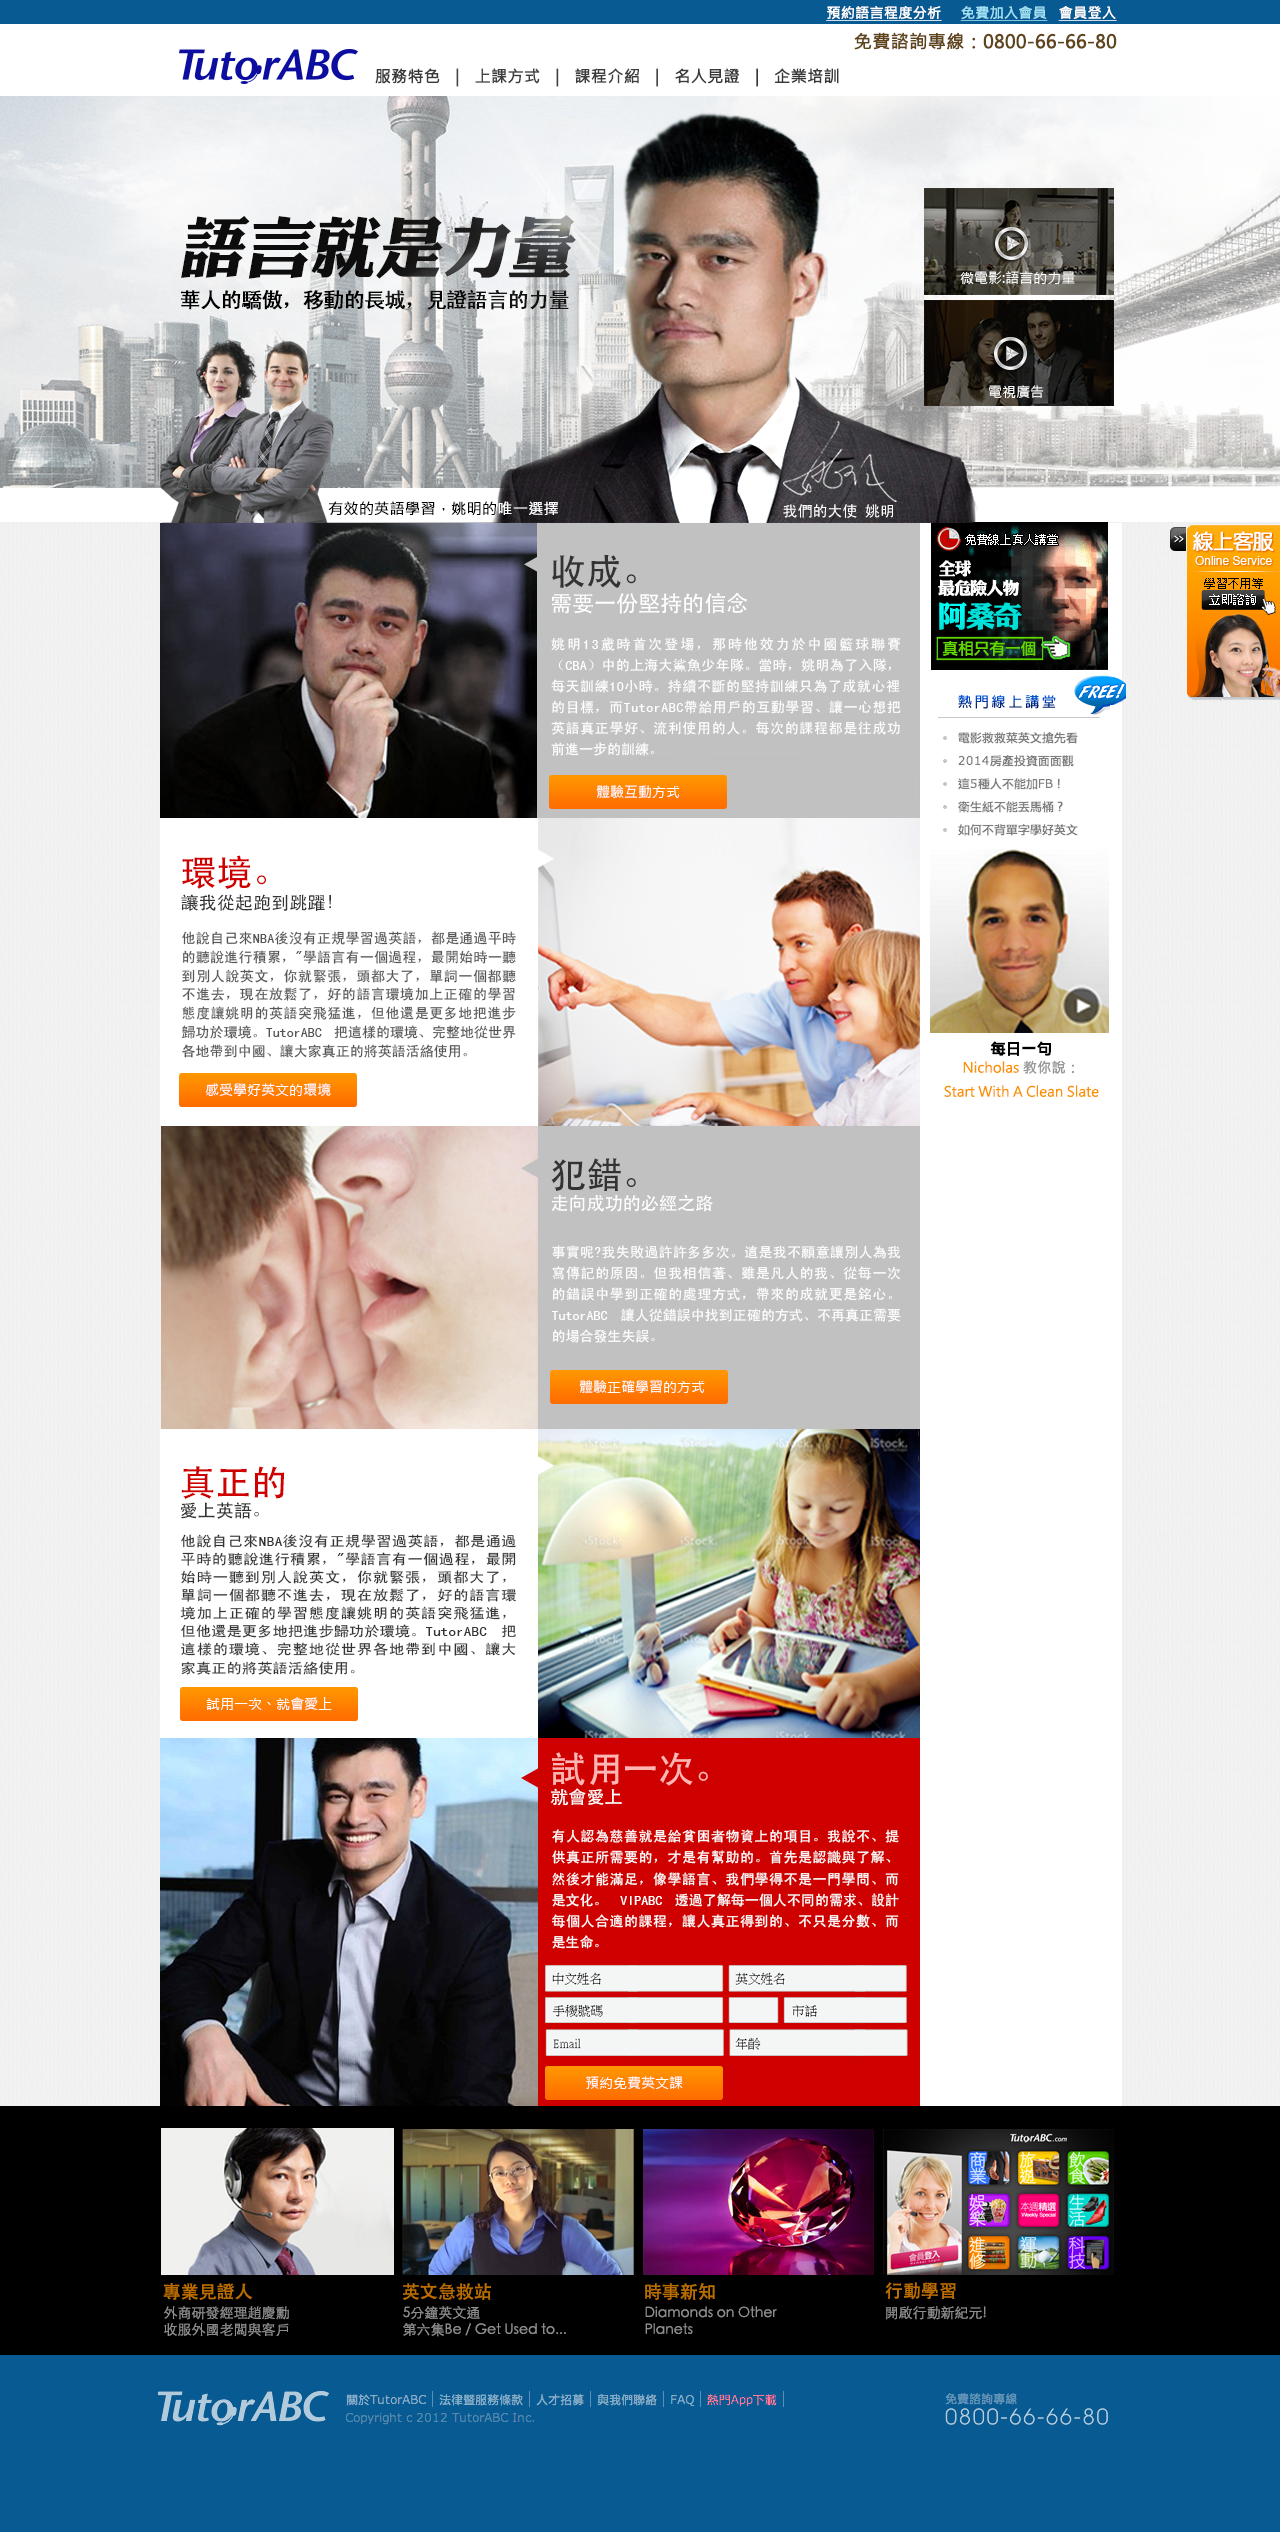 預約語言程度分析 免費加入會員 會員登入
免費諮詢專線：0800-66-66-80
TutorABC
服務特色 | 上課方式 | 課程介紹 | 名人見證 | 企業培訓
語言就是力量
華人的驕傲，移動的長城，見證語言的力量
微電影:語言的力量
電視廣告
有效的英語學習．姚明的唯一選擇
我們的大使 姚明
收成。
需要一份堅持的信念
姚明13歲時首次登場，那時他效力於中國籃球聯賽
（CBA）中的上海大鯊魚少年隊。當時，姚明為了入隊，
每天訓練10小時。持續不斷的堅持訓練只為了成就心裡
的目標，而TutorABC帶給用戶的互動學習、讓一心想把
英語真正學好、流利使用的人。每次的課程都是往成功
前進一步的訓練。
體驗互動方式
免費線上真人講堂
全球
最危險人物
阿桑奇
真相只有一個
>>
線上客服
Online Service
學習不用等
立即諮詢
熱門線上講堂
FREE!
電影救救菜英文搶先看
2014房產投資面面觀
這5種人不能加FB！
衛生紙不能丟馬桶？
如何不背單字學好英文
每日一句
Nicholas 教你說：
Start With A Clean Slate
環境。
讓我從起跑到跳躍!
他說自己來NBA後沒有正規學習過英語，都是通過平時
的聽說進行積累，"學語言有一個過程，最開始時一聽
到別人說英文，你就緊張，頭都大了，單詞一個都聽
不進去，現在放鬆了，好的語言環境加上正確的學習
態度讓姚明的英語突飛猛進，但他還是更多地把進步
歸功於環境。TutorABC 把這樣的環境、完整地從世界
各地帶到中國、讓大家真正的將英語活絡使用。
感受學好英文的環境
犯錯。
走向成功的必經之路
事實呢?我失敗過許許多多次。這是我不願意讓別人為我
寫傳記的原因。但我相信著、雖是凡人的我、從每一次
的錯誤中學到正確的處理方式，帶來的成就更是銘心。
TutorABC 讓人從錯誤中找到正確的方式、不再真正需要
的場合發生失誤。
體驗正確學習的方式
真正的
愛上英語。
他說自己來NBA後沒有正規學習過英語，都是通過
平時的聽說進行積累，"學語言有一個過程，最開
始時一聽到別人說英文，你就緊張，頭都大了，
單詞一個都聽不進去，現在放鬆了，好的語言環
境加上正確的學習態度讓姚明的英語突飛猛進，
但他還是更多地把進步歸功於環境。TutorABC 把
這樣的環境、完整地從世界各地帶到中國、讓大
家真正的將英語活絡使用。
試用一次、就會愛上
iStock.
試用一次。
就會愛上
有人認為慈善就是給貧困者物資上的項目。我說不、提
供真正所需要的，才是有幫助的。首先是認識與了解、
然後才能滿足，像學語言、我們學得不是一門學問、而
是文化。 VIPABC 透過了解每一個人不同的需求、設計
每個人合適的課程，讓人真正得到的、不只是分數、而
是生命。
中文姓名 英文姓名
手機號碼 市話
Email 年齡
預約免費英文課
TutorABC.com
商業 旅遊 飲食
娛樂 本週精選 Weekly Special 生活
進修 運動 科技
會員登入
專業見證人
外商研發經理趙慶勳
收服外國老闆與客戶
英文急救站
5分鐘英文通
第六集Be / Get Used to...
時事新知
Diamonds on Other
Planets
行動學習
開啟行動新紀元!
TutorABC
關於TutorABC | 法律暨服務條款 | 人才招募 | 與我們聯絡 | FAQ | 熱門App下載 |
Copyright c 2012 TutorABC Inc.
免費諮詢專線
0800-66-66-80